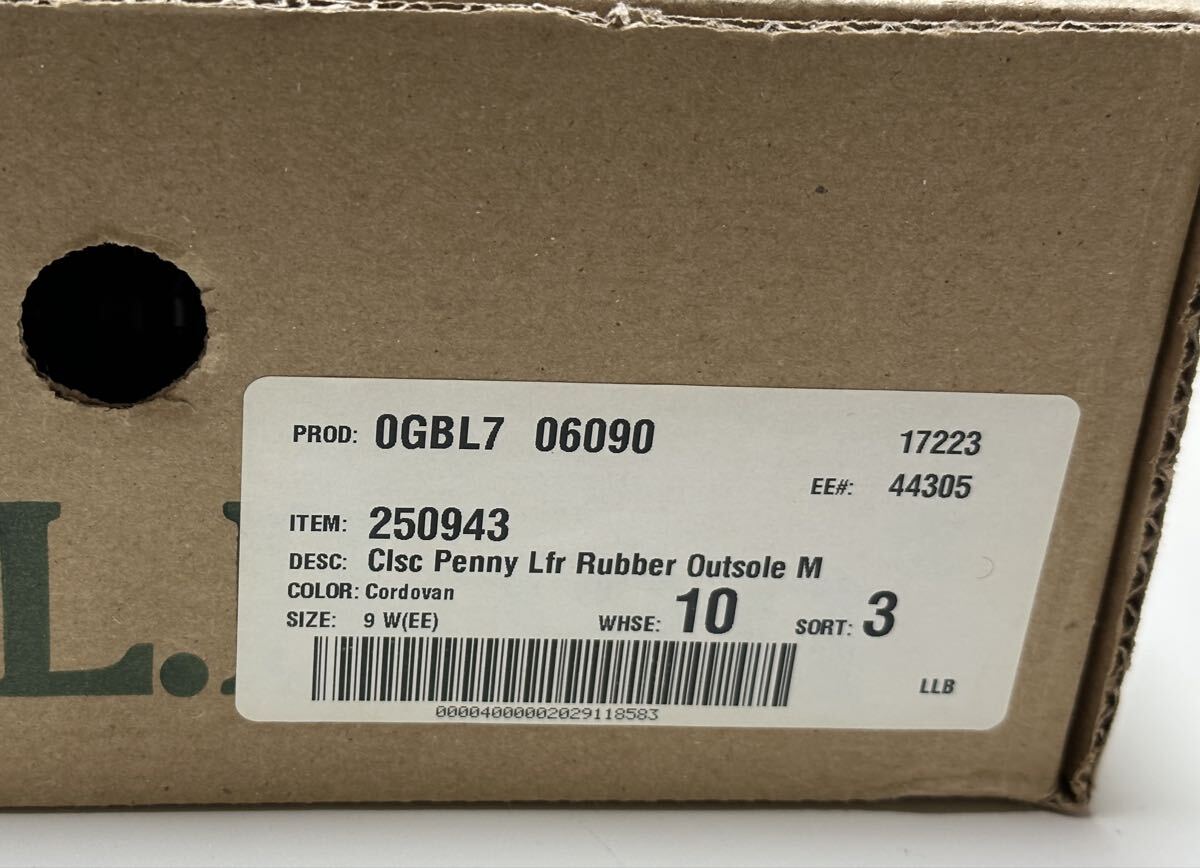 PROD: 0GBL7 06090 17223
EE#: 44305
ITEM: 250943
DESC: Clsc Penny Lfr Rubber Outsole M
COLOR: Cordovan
SIZE: 9 W(EE) WHSE: 10 SORT: 3
LLB
00004000002029118583
L.